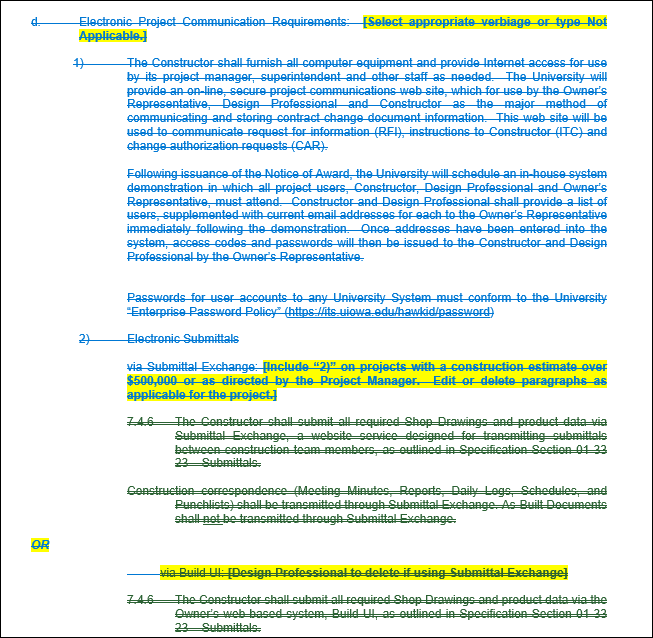 d. Electronic Project Communication Requirements: [Select appropriate verbiage or type Not
Applicable.]
1) The Constructor shall furnish all computer equipment and provide Internet access for use
by its project manager, superintendent and other staff as needed. The University will
provide an on-line, secure project communications web site, which for use by the Owner's
Representative, Design Professional and Constructor as the major method of
communicating and storing contract change document information. This web site will be
used to communicate request for information (RFI), instructions to Constructor (ITC) and
change authorization requests (CAR).
Following issuance of the Notice of Award, the University will schedule an in-house system
demonstration in which all project users, Constructor, Design Professional and Owner's
Representative, must attend. Constructor and Design Professional shall provide a list of
users, supplemented with current email addresses for each to the Owner's Representative
immediately following the demonstration. Once addresses have been entered into the
system, access codes and passwords will then be issued to the Constructor and Design
Professional by the Owner's Representative.
Passwords for user accounts to any University System must conform to the University
“Enterprise Password Policy” (https://its.uiowa.edu/hawkid/password)
2) Electronic Submittals
via Submittal Exchange: [Include “2)” on projects with a construction estimate over
$500,000 or as directed by the Project Manager. Edit or delete paragraphs as
applicable for the project.]
7.4.6 The Constructor shall submit all required Shop Drawings and product data via
Submittal Exchange, a website service designed for transmitting submittals
between construction team members, as outlined in Specification Section 01 33
23 – Submittals.
Construction correspondence (Meeting Minutes, Reports, Daily Logs, Schedules, and
Punchlists) shall be transmitted through Submittal Exchange. As Built Documents
shall not be transmitted through Submittal Exchange.
OR
via Build UI: [Design Professional to delete if using Submittal Exchange]
7.4.6 The Constructor shall submit all required Shop Drawings and product data via the
Owner's web-based system, Build UI, as outlined in Specification Section 01 33
23 – Submittals.